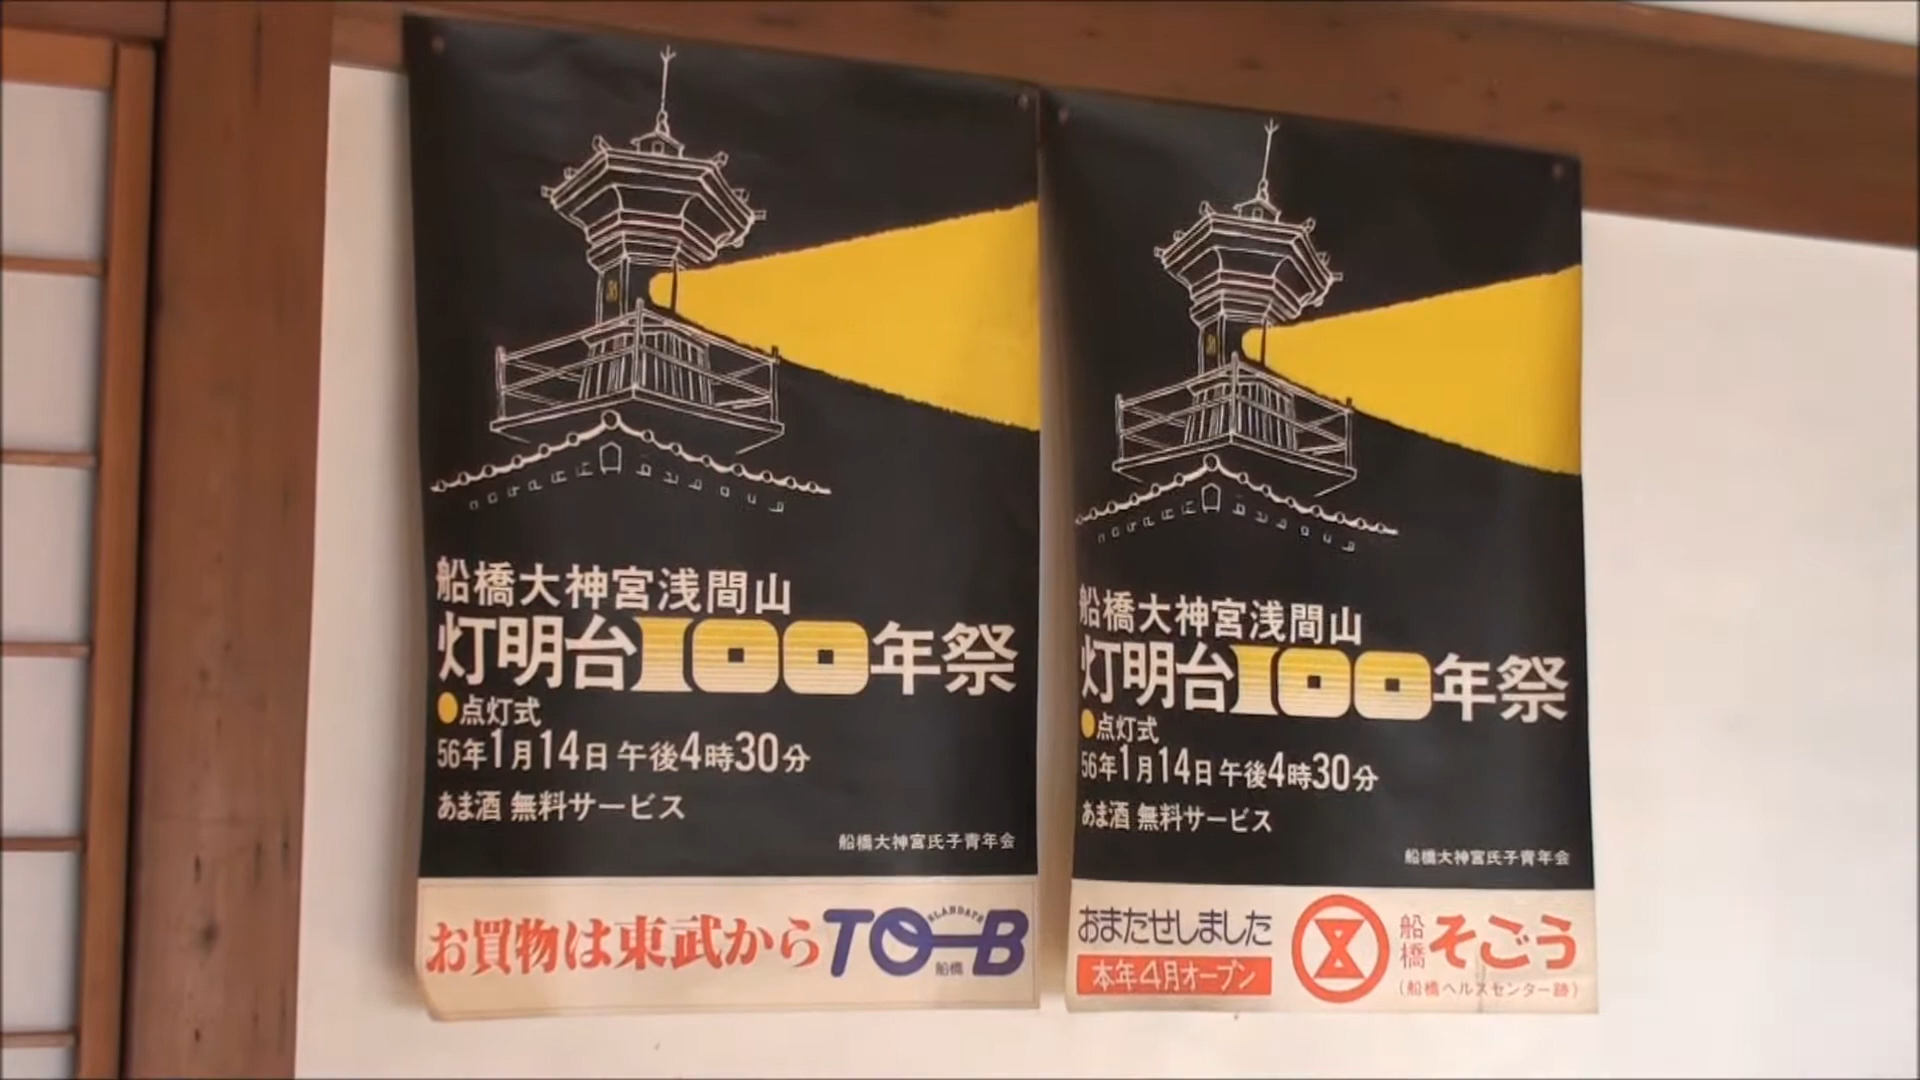 船橋大神宮浅間山
灯明台100年祭
●点灯式
56年1月14日 午後4時30分
あま酒 無料サービス
船橋大神宮氏子青年会
お買物は東武から TO-B
船橋
船橋大神宮浅間山
灯明台100年祭
●点灯式
56年1月14日 午後4時30分
あま酒 無料サービス
船橋大神宮氏子青年会
おまたせしました
本年4月オープン
船橋そごう
(船橋ヘルスセンター跡)